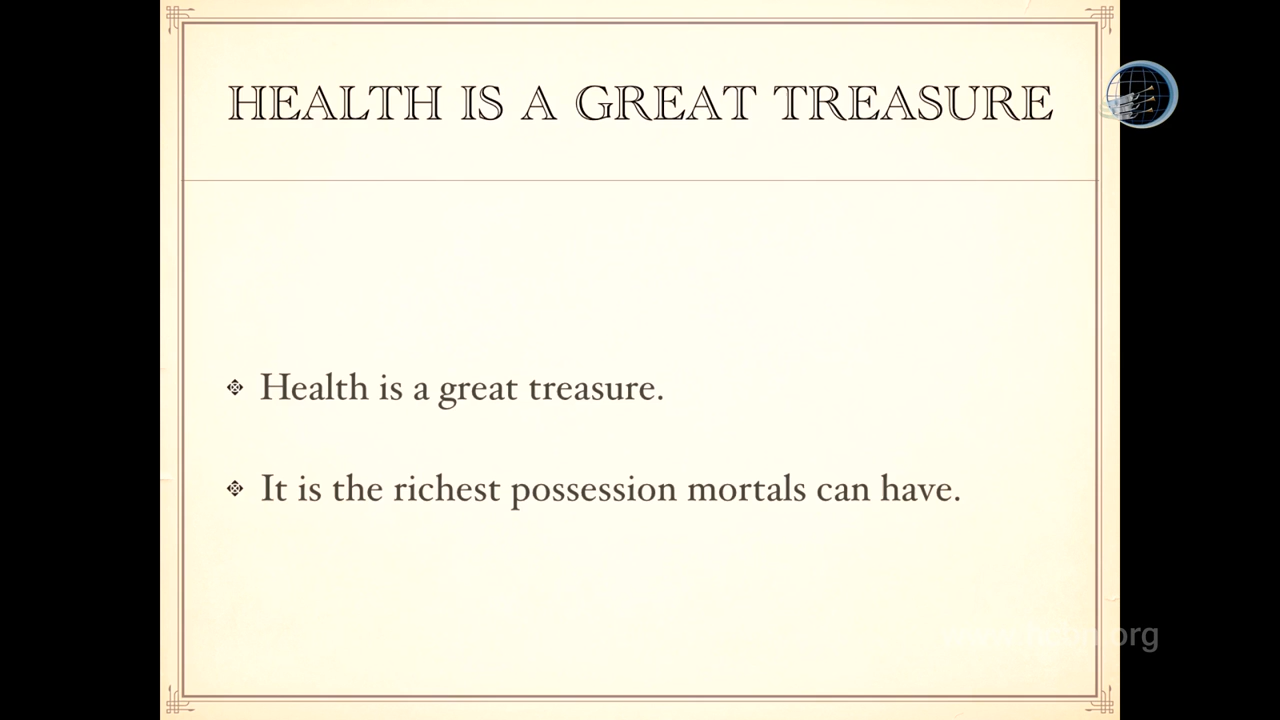 HEALTH IS A GREAT TREASURE
Health is a great treasure.
It is the richest possession mortals can have.